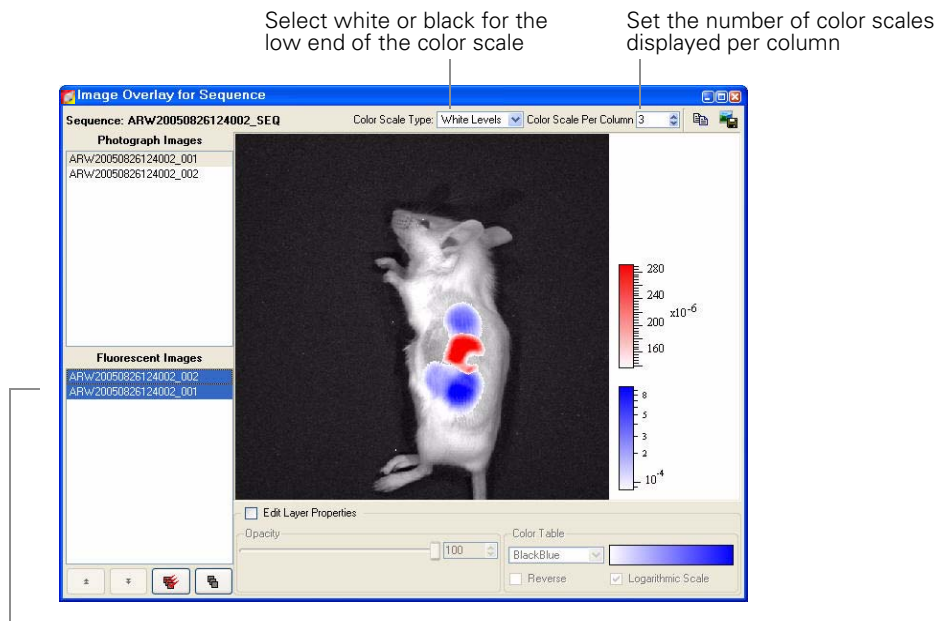 Select white or black for the
low end of the color scale
Set the number of color scales
displayed per column
Image Overlay for Sequence
Sequence: ARW20050826124002_SEQ
Color Scale Type: White Levels
Color Scale Per Column 3
Photograph Images
ARW20050826124002_001
ARW20050826124002_002
280
240
200
160
x10-6
Fluorescent Images
ARW20050826124002_002
ARW20050826124002_001
8
5
3
2
10-4
Edit Layer Properties
Opacity
100
Color Table
BlackBlue
Reverse
Logarithmic Scale